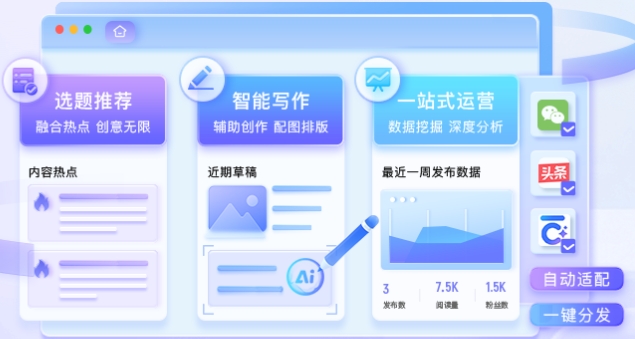 选题推荐
融合热点 创意无限
内容热点
智能写作
辅助创作 配图排版
近期草稿
Ai
一站式运营
数据挖掘 深度分析
最近一周发布数据
3
发布数
7.5K
阅读量
1.5K
粉丝数
头条
自动适配
一键分发